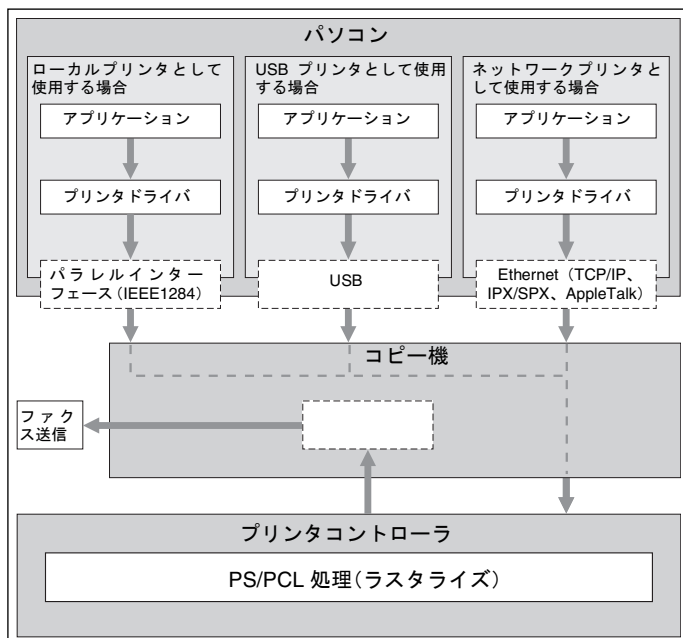 パソコン
ローカルプリンタとして
使用する場合
アプリケーション
プリンタドライバ
パラレルインター
フェース(IEEE1284)
USB プリンタとして使用
する場合
アプリケーション
プリンタドライバ
USB
ネットワークプリンタと
して使用する場合
アプリケーション
プリンタドライバ
Ethernet(TCP/IP、
IPX/SPX、AppleTalk)
コピー機
ファク
ス送信
プリンタコントローラ
PS/PCL 処理(ラスタライズ)